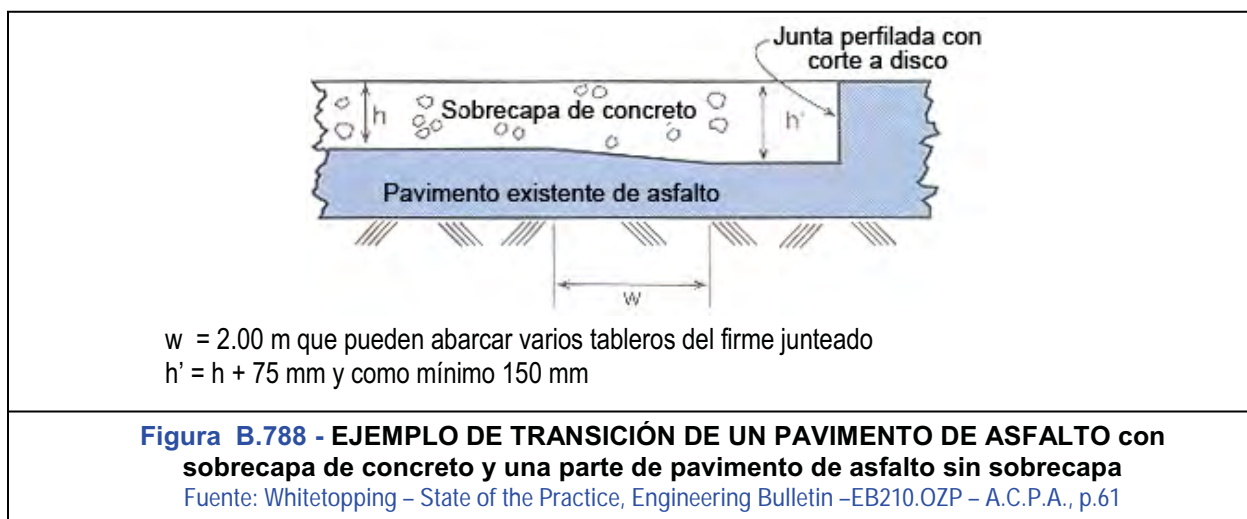 Junta perfilada con
corte a disco
h
Sobrecapa de concreto
h'
Pavimento existente de asfalto
w
w = 2.00 m que pueden abarcar varios tableros del firme junteado
h’ = h + 75 mm y como mínimo 150 mm
Figura B.788 - EJEMPLO DE TRANSICIÓN DE UN PAVIMENTO DE ASFALTO con
sobrecapa de concreto y una parte de pavimento de asfalto sin sobrecapa
Fuente: Whitetopping – State of the Practice, Engineering Bulletin –EB210.OZP – A.C.P.A., p.61